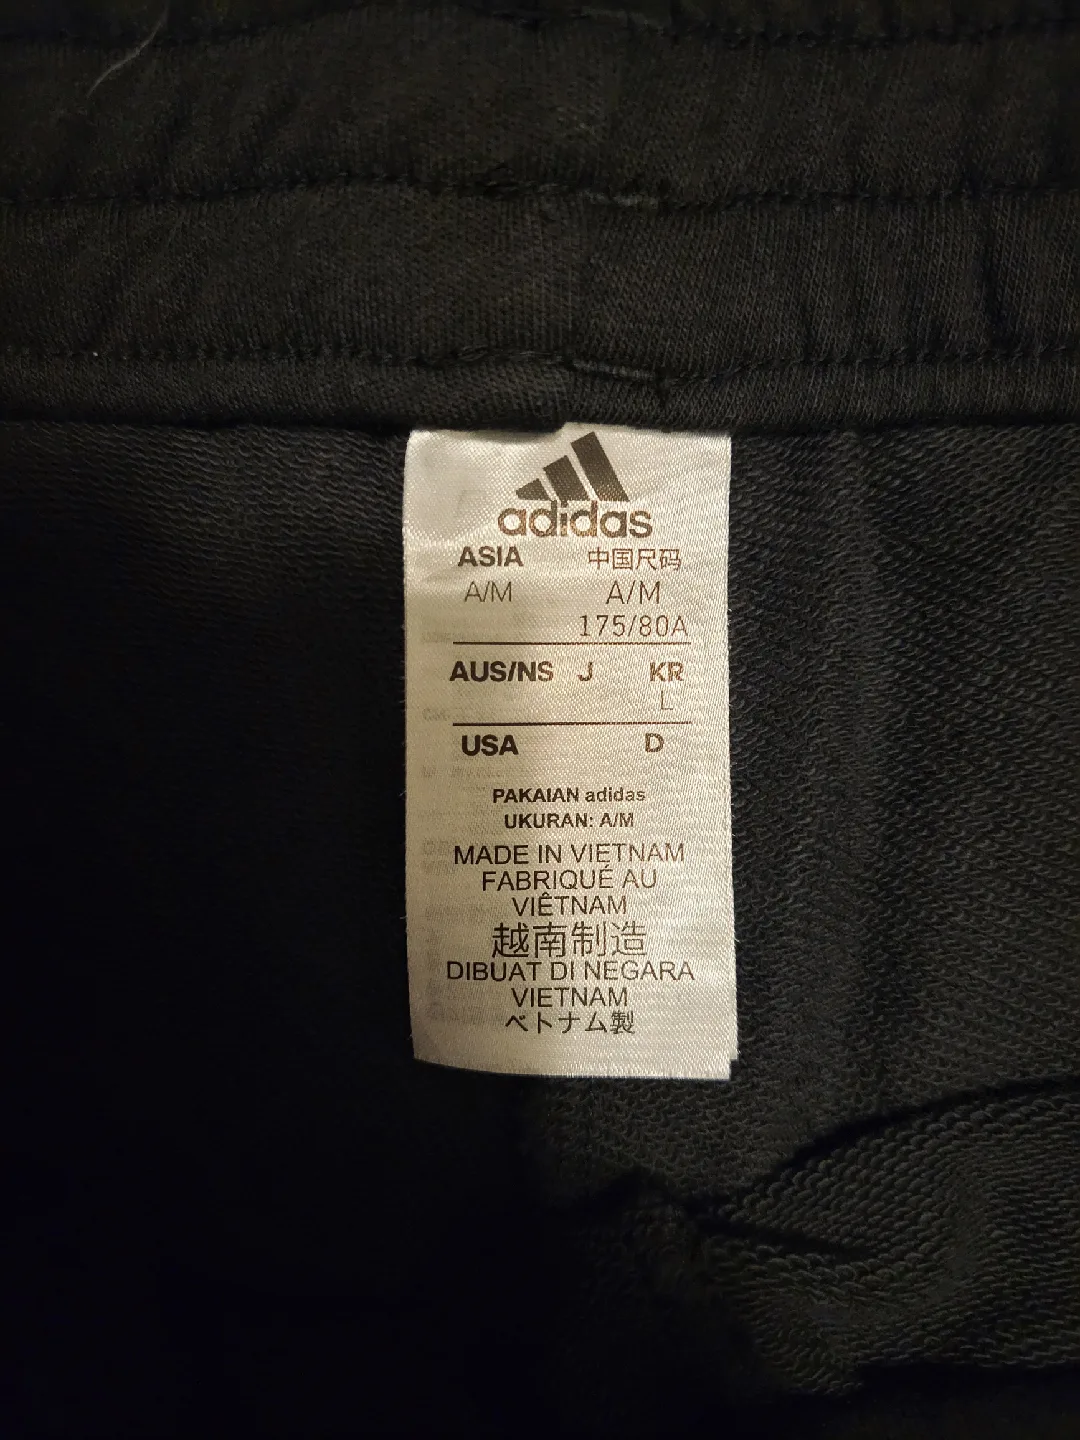 adidas
ASIA 中国尺码
A/M A/M
175/80A
AUS/NS J KR
L
USA D
PAKAIAN adidas
UKURAN: A/M
MADE IN VIETNAM
FABRIQUÉ AU
VIÊTNAM
越南制造
DIBUAT DI NEGARA
VIETNAM
ベトナム製